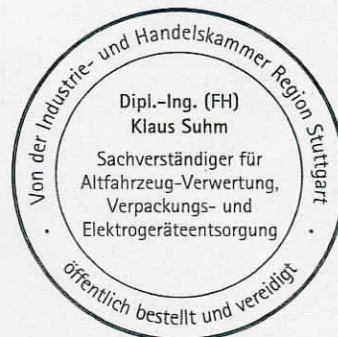 Von der Industrie- und Handelskammer Region Stuttgart
Dipl.-Ing. (FH)
Klaus Suhm
Sachverständiger für
Altfahrzeug-Verwertung,
Verpackungs- und
Elektrogeräteentsorgung
· öffentlich bestellt und vereidigt ·